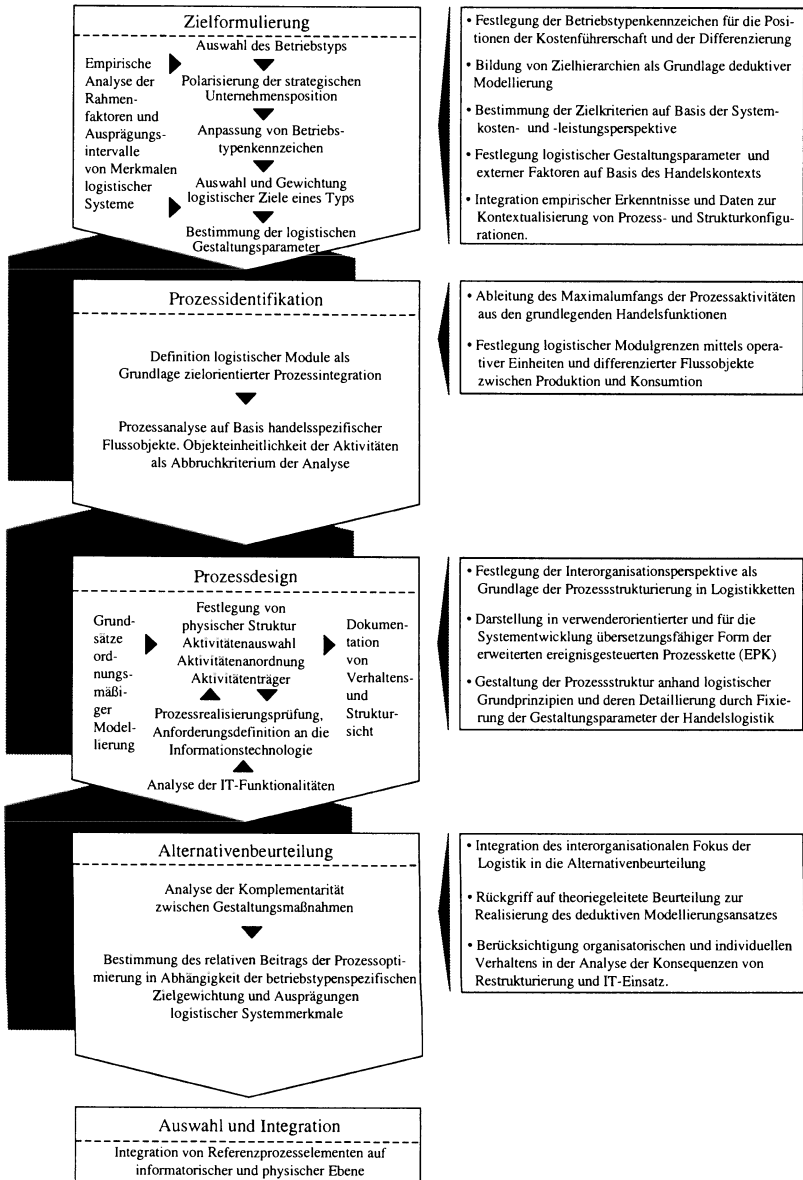 Zielformulierung
Auswahl des Betriebstyps
Empirische
Analyse der
Rahmen-
faktoren und
Ausprägungs-
intervalle
von Merkmalen
logistischer
Systeme
Polarisierung der strategischen
Unternehmensposition
Anpassung von Betriebs-
typenkennzeichen
Auswahl und Gewichtung
logistischer Ziele eines Typs
Bestimmung der logistischen
Gestaltungsparameter
• Festlegung der Betriebstypenkennzeichen für die Posi-
tionen der Kostenführerschaft und der Differenzierung
• Bildung von Zielhierarchien als Grundlage deduktiver
Modellierung
• Bestimmung der Zielkriterien auf Basis der System-
kosten- und -leistungsperspektive
• Festlegung logistischer Gestaltungsparameter und
externer Faktoren auf Basis des Handelskontexts
• Integration empirischer Erkenntnisse und Daten zur
Kontextualisierung von Prozess- und Strukturkonfigu-
rationen.
Prozessidentifikation
Definition logistischer Module als
Grundlage zielorientierter Prozessintegration
Prozessanalyse auf Basis handelsspezifischer
Flussobjekte. Objekteinheitlichkeit der Aktivitäten
als Abbruchkriterium der Analyse
• Ableitung des Maximalumfangs der Prozessaktivitäten
aus den grundlegenden Handelsfunktionen
• Festlegung logistischer Modulgrenzen mittels opera-
tiver Einheiten und differenzierter Flussobjekte
zwischen Produktion und Konsumtion
Prozessdesign
Grund-
sätze
ord-
nungs-
mäßi-
ger
Model-
lierung
Festlegung von
physischer Struktur
Aktivitätenauswahl
Aktivitätenanordnung
Aktivitätenträger
Prozessrealisierungsprüfung,
Anforderungsdefinition an die
Informationstechnologie
Analyse der IT-Funktionalitäten
Dokumen-
tation
von
Verhaltens-
und
Struktur-
sicht
• Festlegung der Interorganisationsperspektive als
Grundlage der Prozessstrukturierung in Logistikketten
• Darstellung in verwenderorientierter und für die
Systementwicklung übersetzungsfähiger Form der
erweiterten ereignisgesteuerten Prozesskette (EPK)
• Gestaltung der Prozessstruktur anhand logistischer
Grundprinzipien und deren Detaillierung durch Fixie-
rung der Gestaltungsparameter der Handelslogistik
Alternativenbeurteilung
Analyse der Komplementarität
zwischen Gestaltungsmaßnahmen
Bestimmung des relativen Beitrags der Prozessopti-
mierung in Abhängigkeit der betriebstypenspezifischen
Zielgewichtung und Ausprägungen
logistischer Systemmerkmale
• Integration des interorganisationalen Fokus der
Logistik in die Alternativenbeurteilung
• Rückgriff auf theoriegeleitete Beurteilung zur
Realisierung des deduktiven Modellierungsansatzes
• Berücksichtigung organisatorischen und individuellen
Verhaltens in der Analyse der Konsequenzen von
Restrukturierung und IT-Einsatz.
Auswahl und Integration
Integration von Referenzprozesselementen auf
informatorischer und physischer Ebene